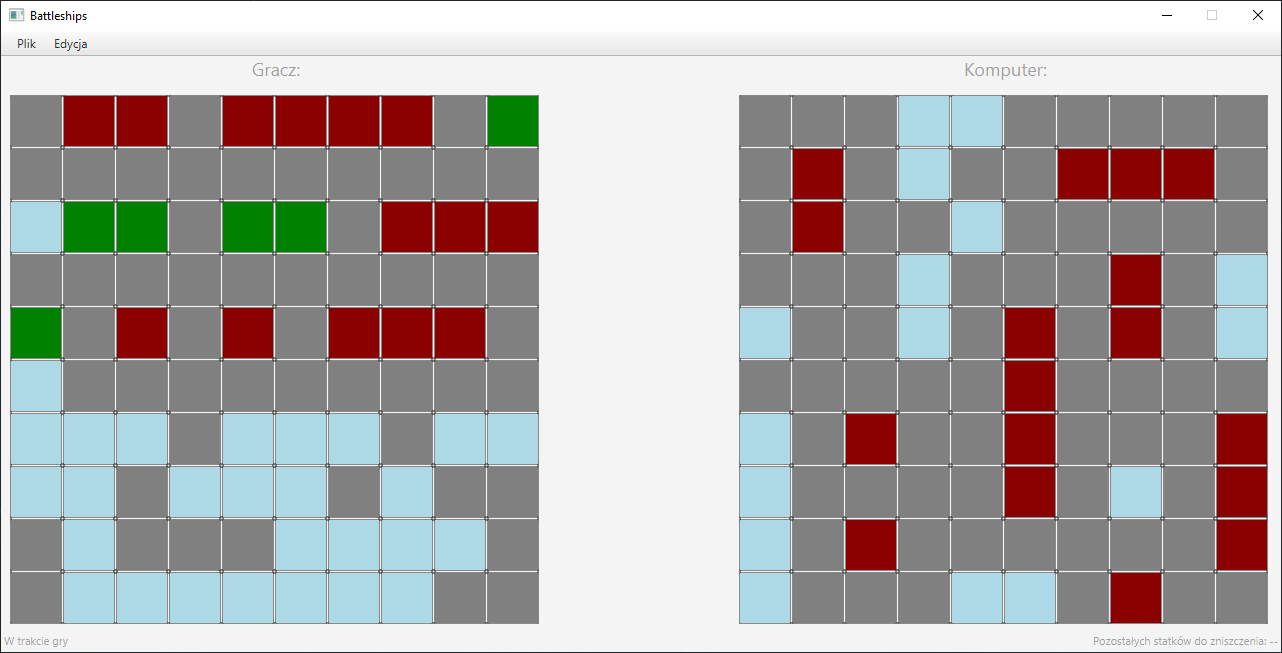 Battleships
Plik Edycja
Gracz: Komputer:
W trakcie gry Pozostałych statków do zniszczenia: --